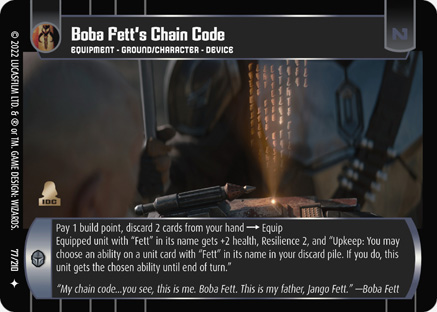 Boba Fett's Chain Code
EQUIPMENT - GROUND/CHARACTER - DEVICE
© 2022 LUCASFILM LTD. & ® or TM. GAME DESIGN: WIZARDS.
77/210
IDC
Pay 1 build point, discard 2 cards from your hand → Equip
Equipped unit with "Fett" in its name gets +2 health, Resilience 2, and "Upkeep: You may
choose an ability on a unit card with "Fett" in its name in your discard pile. If you do, this
unit gets the chosen ability until end of turn."
"My chain code...you see, this is me. Boba Fett. This is my father, Jango Fett." —Boba Fett